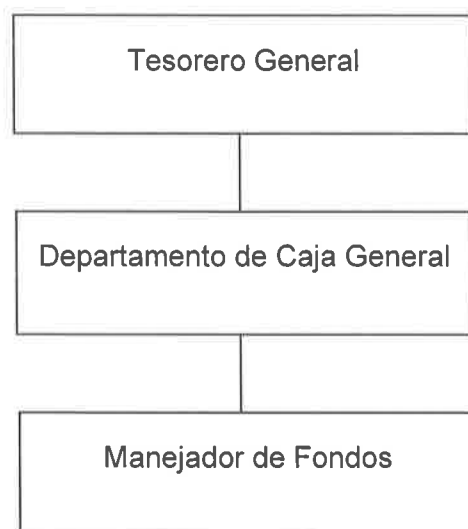 Tesorero General
Departamento de Caja General
Manejador de Fondos